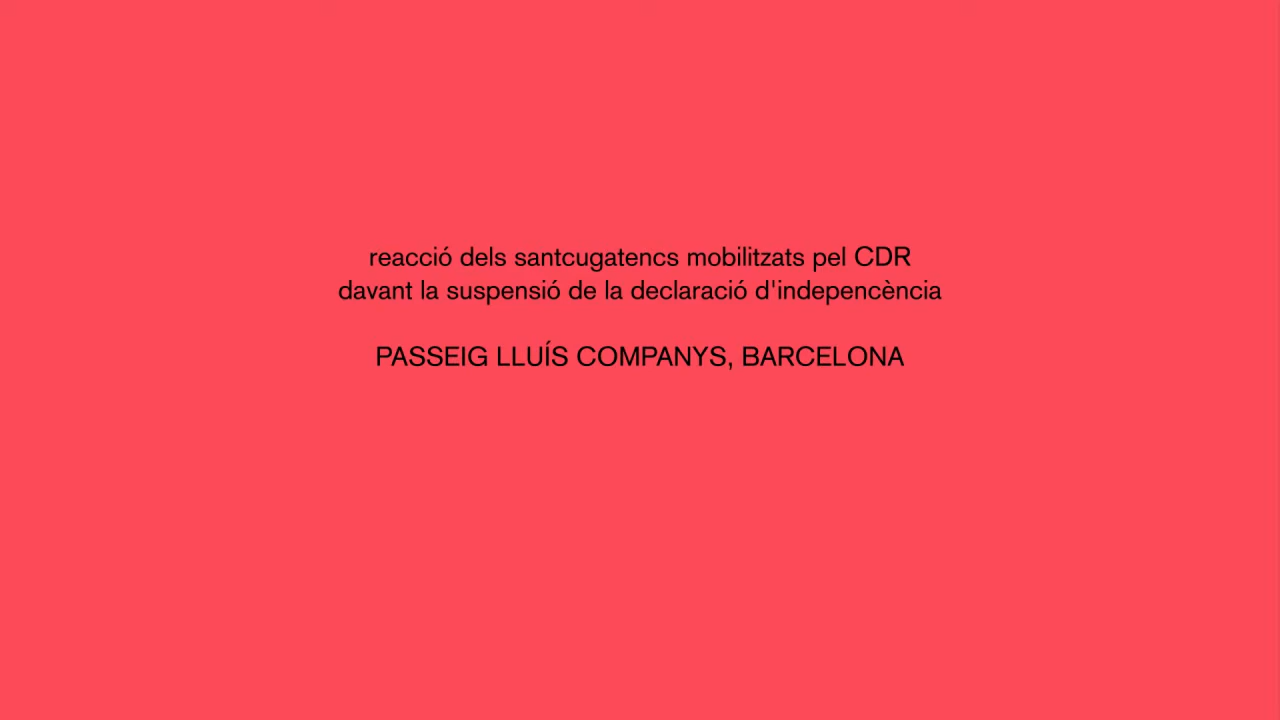 reacció dels santcugatencs mobilitzats pel CDR
davant la suspensió de la declaració d'indepencència
PASSEIG LLUÍS COMPANYS, BARCELONA